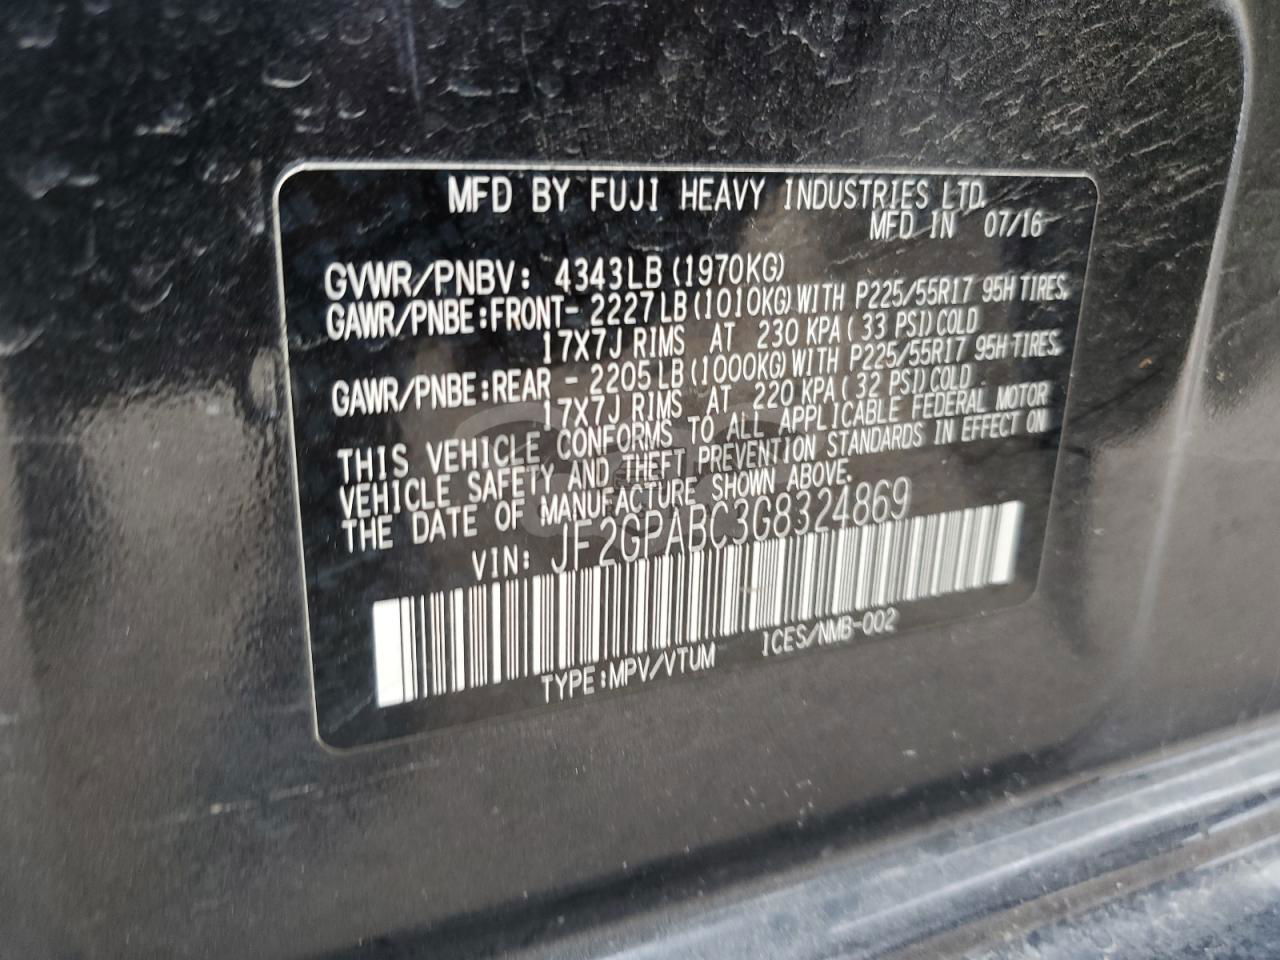 MFD BY FUJI HEAVY INDUSTRIES LTD.
MFD IN 07/16
GVWR/PNBV: 4343LB (1970KG)
GAWR/PNBE:FRONT- 2227LB (1010KG) WITH P225/55R17 95H TIRES,
17X7J RIMS AT 230 KPA ( 33 PSI) COLD
GAWR/PNBE:REAR - 2205LB (1000KG) WITH P225/55R17 95H TIRES,
17X7J RIMS AT 220 KPA ( 32 PSI) COLD .
THIS VEHICLE CONFORMS TO ALL APPLICABLE FEDERAL MOTOR
VEHICLE SAFETY AND THEFT PREVENTION STANDARDS IN EFFECT ON
THE DATE OF MANUFACTURE SHOWN ABOVE.
VIN: JF2GPABC3G8324869
TYPE:MPV/VTUM ICES/NMB-002